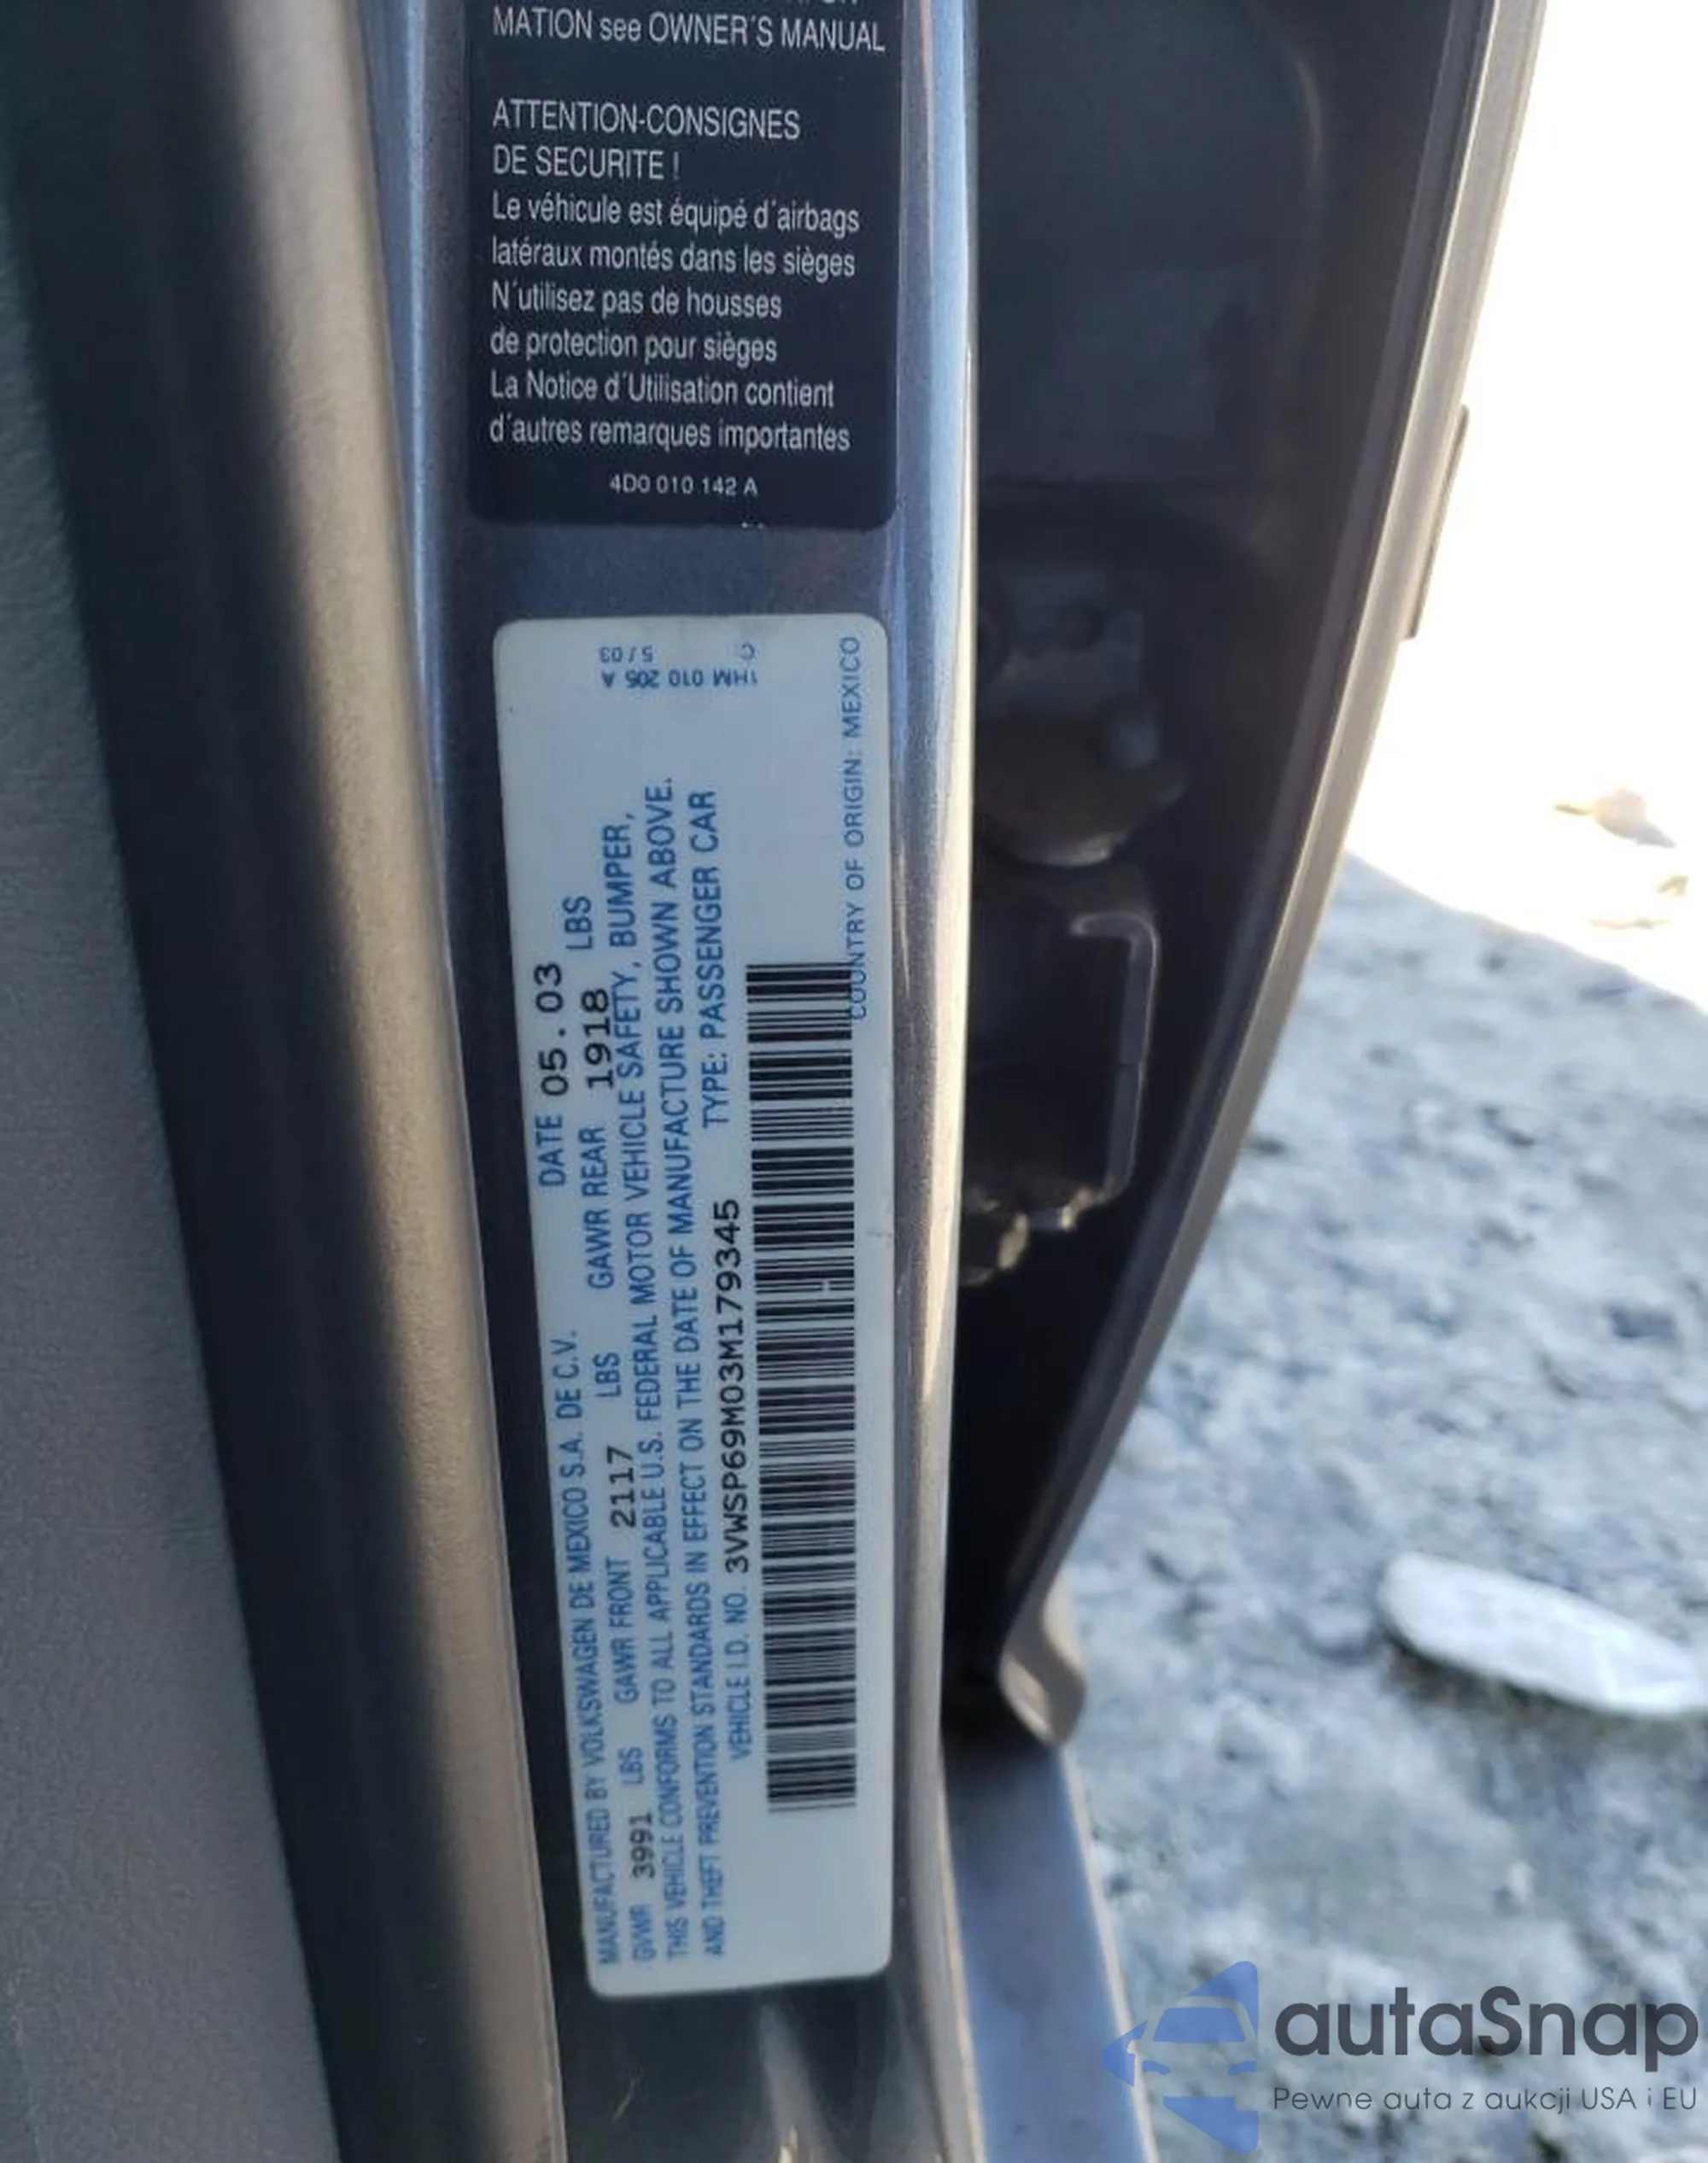 MATION see OWNER'S MANUAL
ATTENTION-CONSIGNES
DE SECURITE !
Le véhicule est équipé d'airbags
latéraux montés dans les sièges
N'utilisez pas de housses
de protection pour sièges
La Notice d'Utilisation contient
d'autres remarques importantes
4D0 010 142 A
1HM 010 205 A C
5/03
MANUFACTURED BY VOLKSWAGEN DE MEXICO S.A. DE C.V. DATE 05.03
GVWR 3991 LBS GAWR FRONT 2117 LBS GAWR REAR 1918 LBS
THIS VEHICLE CONFORMS TO ALL APPLICABLE U.S. FEDERAL MOTOR VEHICLE SAFETY, BUMPER,
AND THEFT PREVENTION STANDARDS IN EFFECT ON THE DATE OF MANUFACTURE SHOWN ABOVE.
VEHICLE I.D. NO. 3VWSP69M03M179345 TYPE: PASSENGER CAR
COUNTRY OF ORIGIN: MEXICO
autaSnap
Pewne auta z aukcji USA i EU